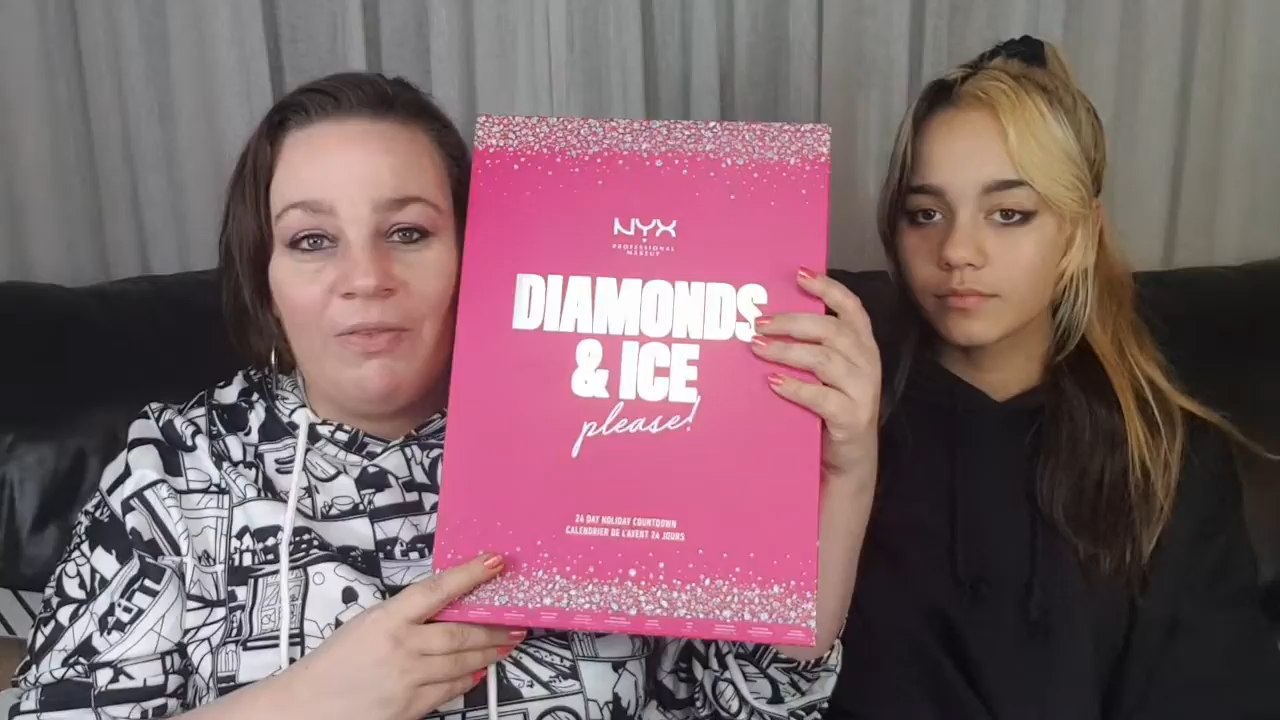 NYX
PROFESSIONAL
MAKEUP
DIAMONDS
& ICE
please!
24 DAY HOLIDAY COUNTDOWN
CALENDRIER DE L'AVENT 24 JOURS